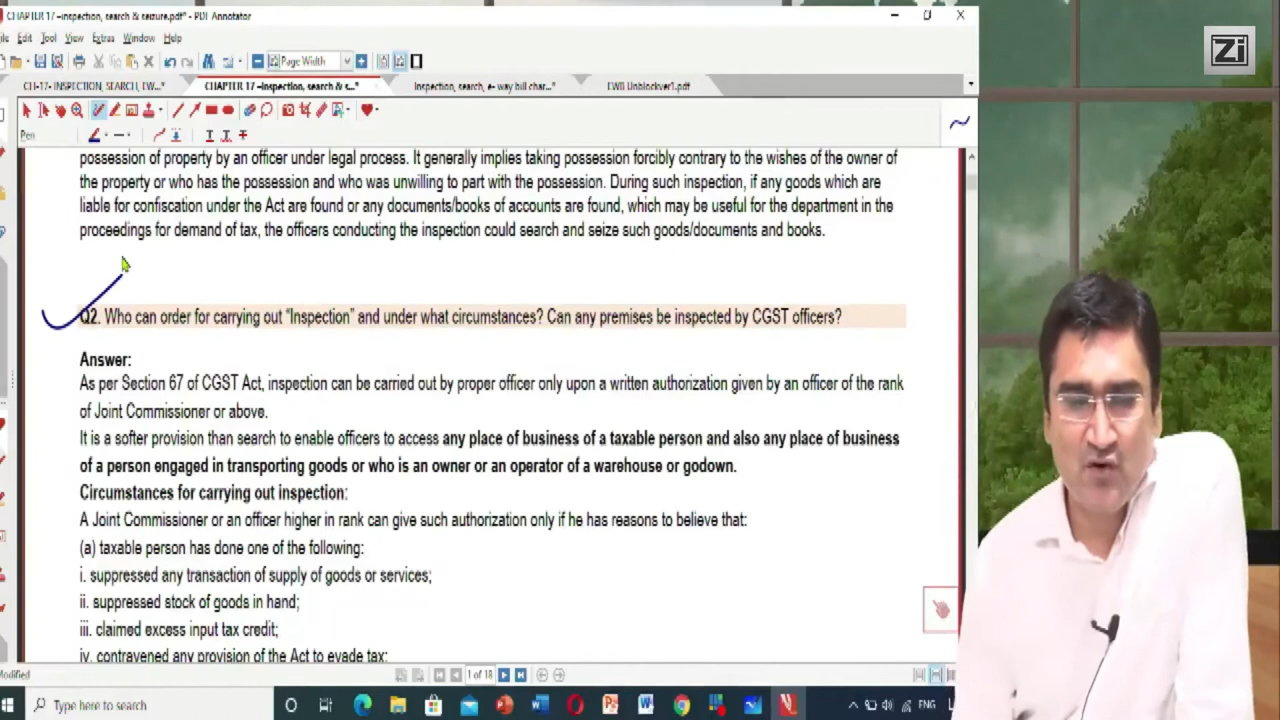 CHAPTER 17 –inspection, search & seizure.pdf* - PDF Annotator
Edit Tool View Extras Window Help
Page Width
CH-17- INSPECTION, SEARCH, EW...*
CHAPTER 17 –inspection, search & s...*
Inspection, search, e- way bill char...*
EWB Unblockver1.pdf
Zi
Pen
possession of property by an officer under legal process. It generally implies taking possession forcibly contrary to the wishes of the owner of
the property or who has the possession and who was unwilling to part with the possession. During such inspection, if any goods which are
liable for confiscation under the Act are found or any documents/books of accounts are found, which may be useful for the department in the
proceedings for demand of tax, the officers conducting the inspection could search and seize such goods/documents and books.
Q2. Who can order for carrying out “Inspection” and under what circumstances? Can any premises be inspected by CGST officers?
Answer:
As per Section 67 of CGST Act, inspection can be carried out by proper officer only upon a written authorization given by an officer of the rank
of Joint Commissioner or above.
It is a softer provision than search to enable officers to access any place of business of a taxable person and also any place of business
of a person engaged in transporting goods or who is an owner or an operator of a warehouse or godown.
Circumstances for carrying out inspection:
A Joint Commissioner or an officer higher in rank can give such authorization only if he has reasons to believe that:
(a) taxable person has done one of the following:
i. suppressed any transaction of supply of goods or services;
ii. suppressed stock of goods in hand;
iii. claimed excess input tax credit;
iv. contravened any provision of the Act to evade tax;
1 of 18
Type here to search
ENG